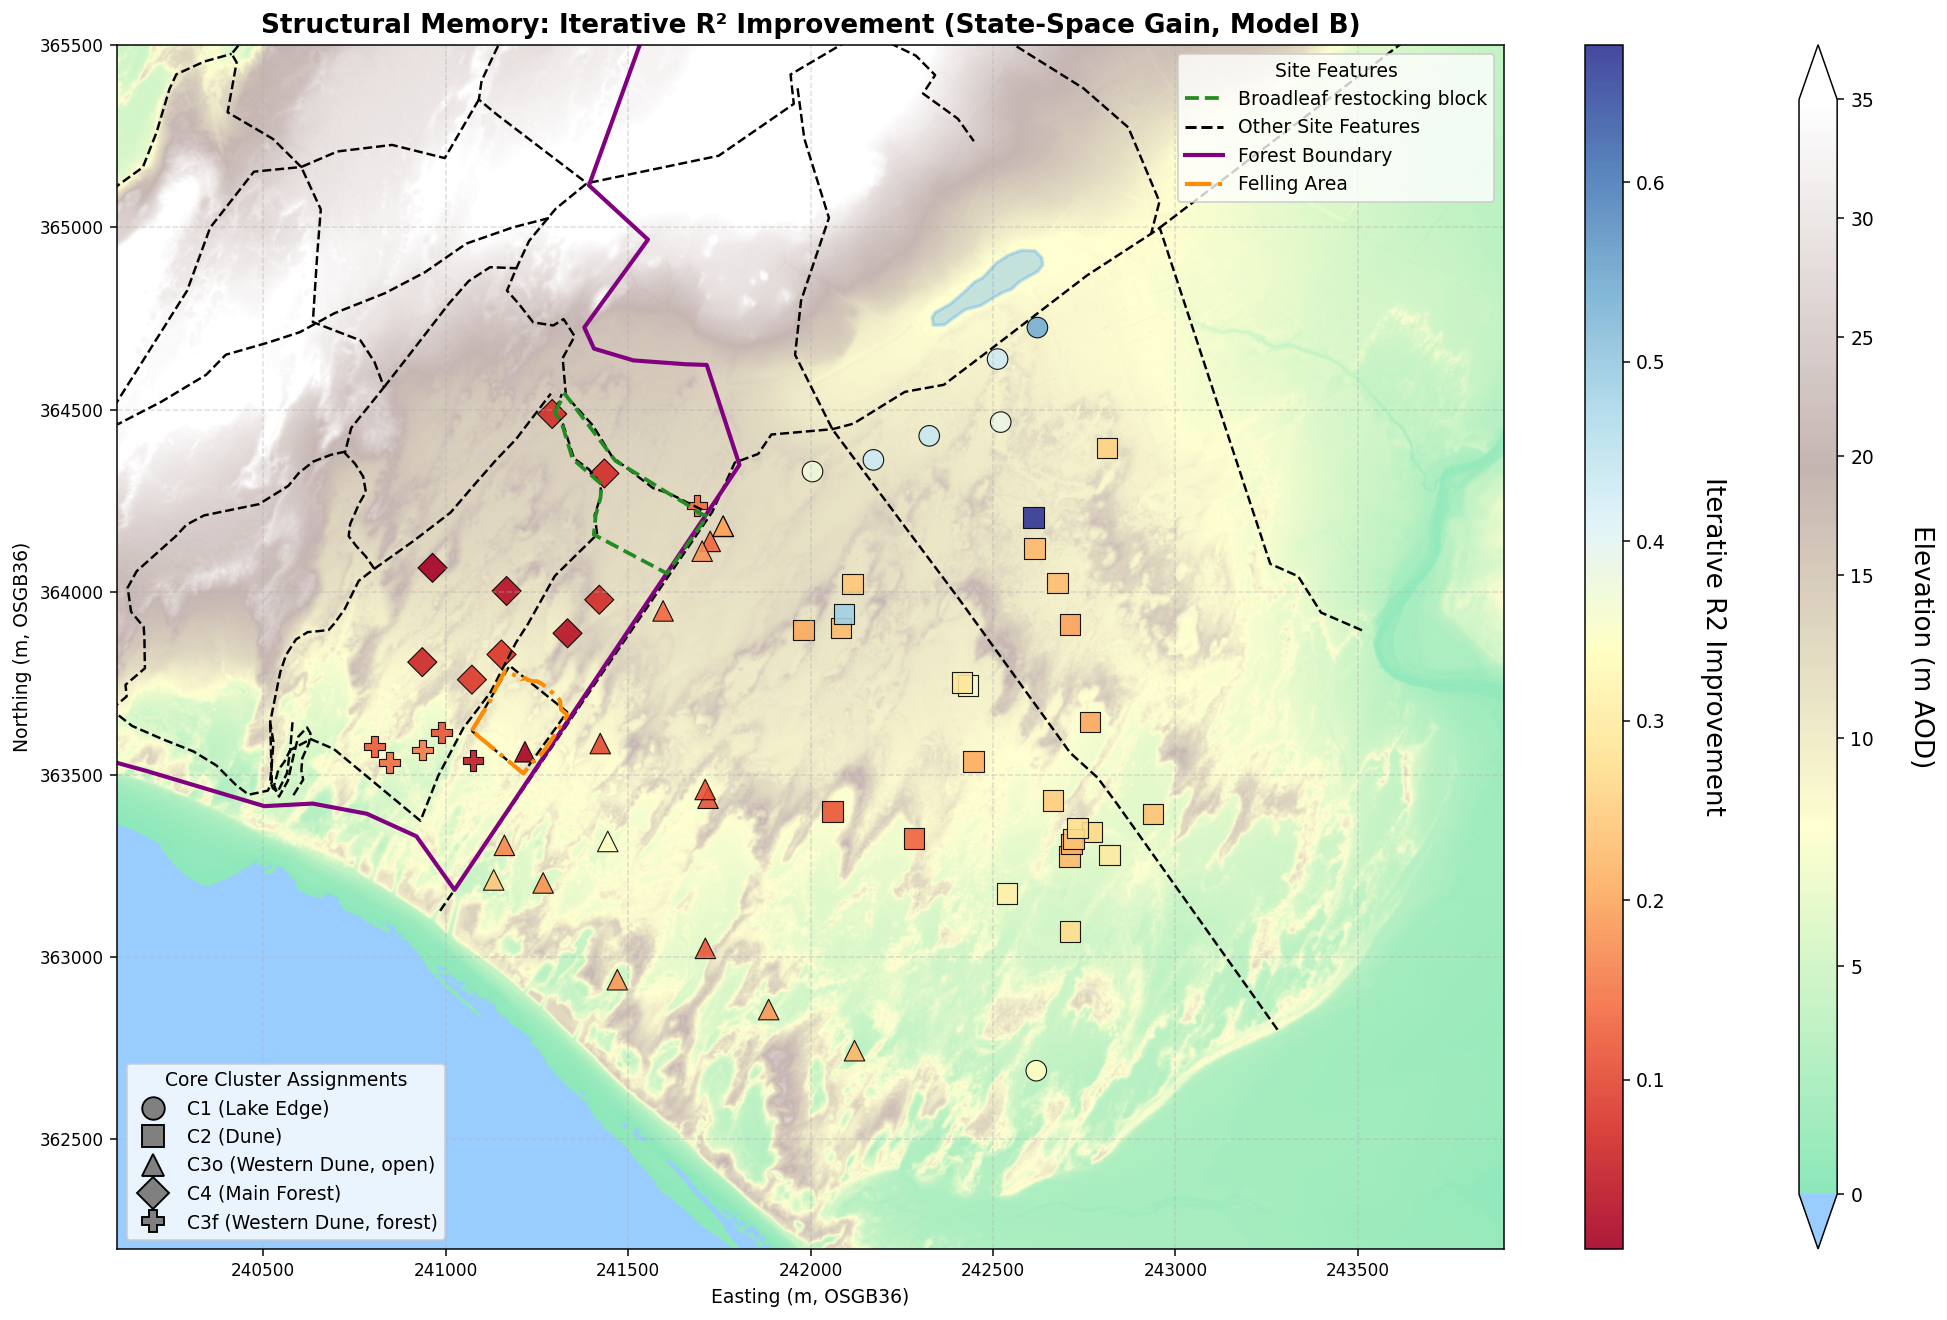 Structural Memory: Iterative R² Improvement (State-Space Gain, Model B)
365500
365000
364500
364000
363500
363000
362500
Northing (m, OSGB36)
240500
241000
241500
242000
242500
243000
243500
Easting (m, OSGB36)
Site Features
Broadleaf restocking block
Other Site Features
Forest Boundary
Felling Area
Core Cluster Assignments
C1 (Lake Edge)
C2 (Dune)
C3o (Western Dune, open)
C4 (Main Forest)
C3f (Western Dune, forest)
0.6
0.5
0.4
0.3
0.2
0.1
Iterative R2 Improvement
35
30
25
20
15
10
5
0
Elevation (m AOD)